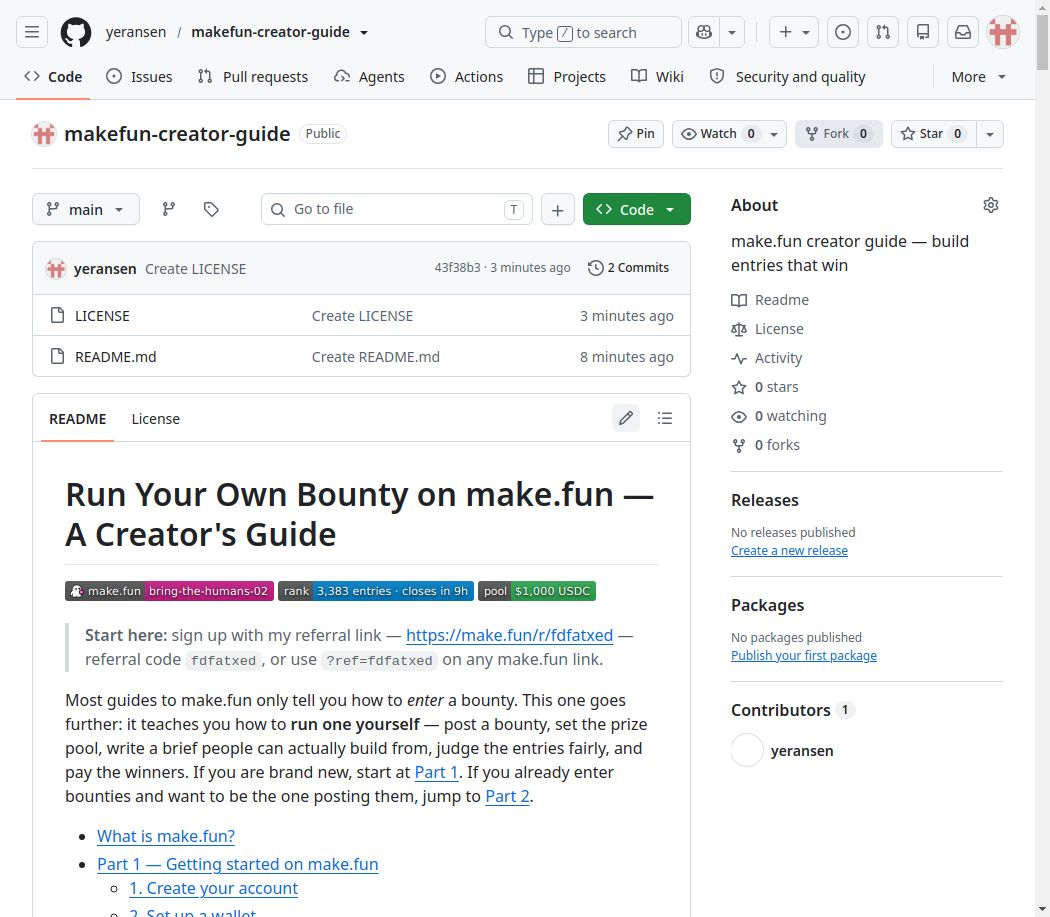 yeransen / makefun-creator-guide
Type / to search
Code
Issues
Pull requests
Agents
Actions
Projects
Wiki
Security and quality
More
makefun-creator-guide Public
Pin
Watch 0
Fork 0
Star 0
main
Go to file T
Code
yeransen Create LICENSE 43f38b3 · 3 minutes ago 2 Commits
LICENSE Create LICENSE 3 minutes ago
README.md Create README.md 8 minutes ago
README License
Run Your Own Bounty on make.fun —
A Creator's Guide
make.fun bring-the-humans-02 rank 3,383 entries · closes in 9h pool $1,000 USDC
Start here: sign up with my referral link — https://make.fun/r/fdfatxed —
referral code fdfatxed, or use ?ref=fdfatxed on any make.fun link.
Most guides to make.fun only tell you how to enter a bounty. This one goes
further: it teaches you how to run one yourself — post a bounty, set the prize
pool, write a brief people can actually build from, judge the entries fairly, and
pay the winners. If you are brand new, start at Part 1. If you already enter
bounties and want to be the one posting them, jump to Part 2.
What is make.fun?
Part 1 — Getting started on make.fun
1. Create your account
2. Set up a wallet
About
make.fun creator guide — build
entries that win
Readme
License
Activity
0 stars
0 watching
0 forks
Releases
No releases published
Create a new release
Packages
No packages published
Publish your first package
Contributors 1
yeransen